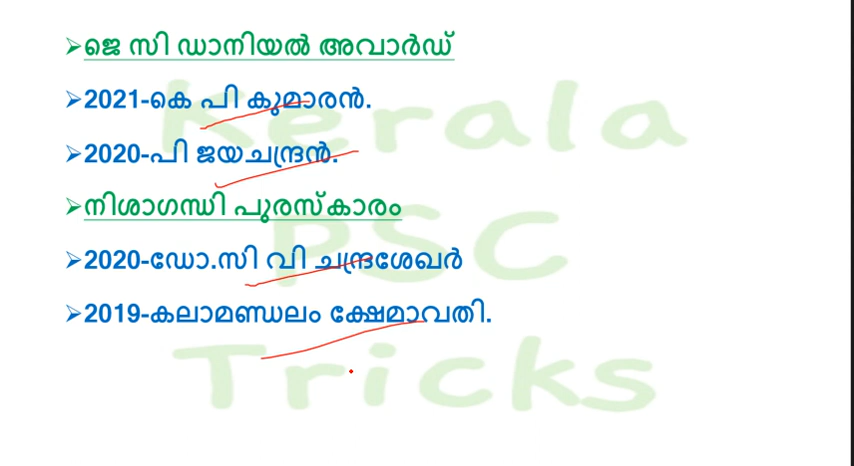 ➢ജെ സി ഡാനിയൽ അവാർഡ്
➢2021-കെ പി കുമാരൻ.
➢2020-പി ജയചന്ദ്രൻ.
➢നിശാഗന്ധി പുരസ്കാരം
➢2020-ഡോ.സി വി ചന്ദ്രശേഖർ
➢2019-കലാമണ്ഡലം ക്ഷേമാവതി.
Kerala
PSC
Tricks